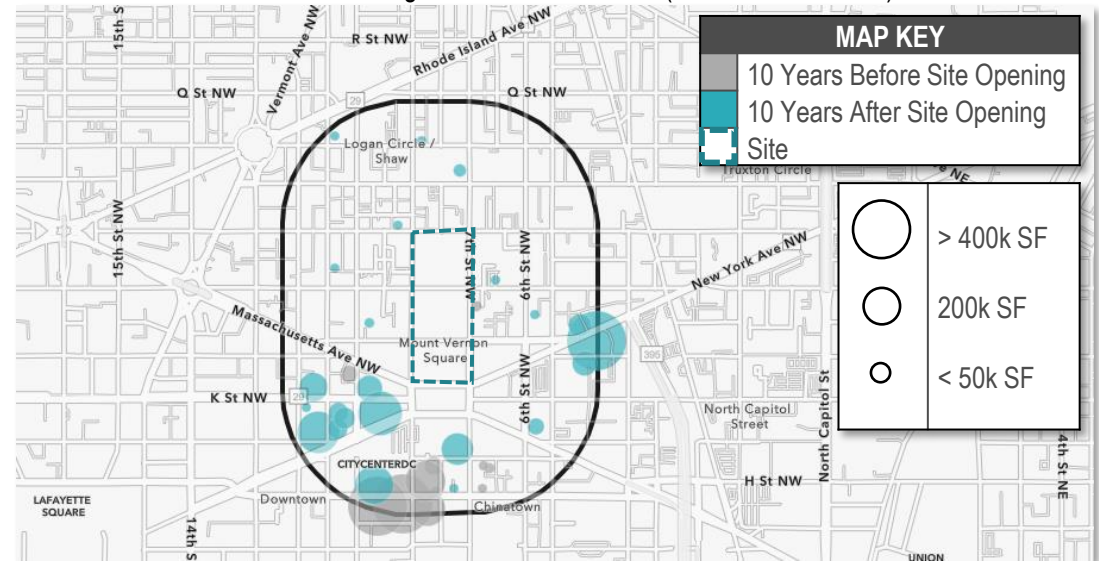 MAP KEY
10 Years Before Site Opening
10 Years After Site Opening
Site
> 400k SF
200k SF
< 50k SF
15th S
Vermont Ave NW
R St NW
Rhode Island Ave NW
Q St NW
29
Q St NW
Logan Circle /
Shaw
Truxton Circle
e NE
15th St NW
7th St NW
6th St NW
New York Ave NW
Massachusetts Ave NW
Mount Vernon
Square
395
K St NW
29
6th St NW
North Capitol
Street
North Capitol St
4th St NE
CITYCENTERDC
H St NW
LAFAYETTE
SQUARE
Downtown
Chinatown
14th S
UNION